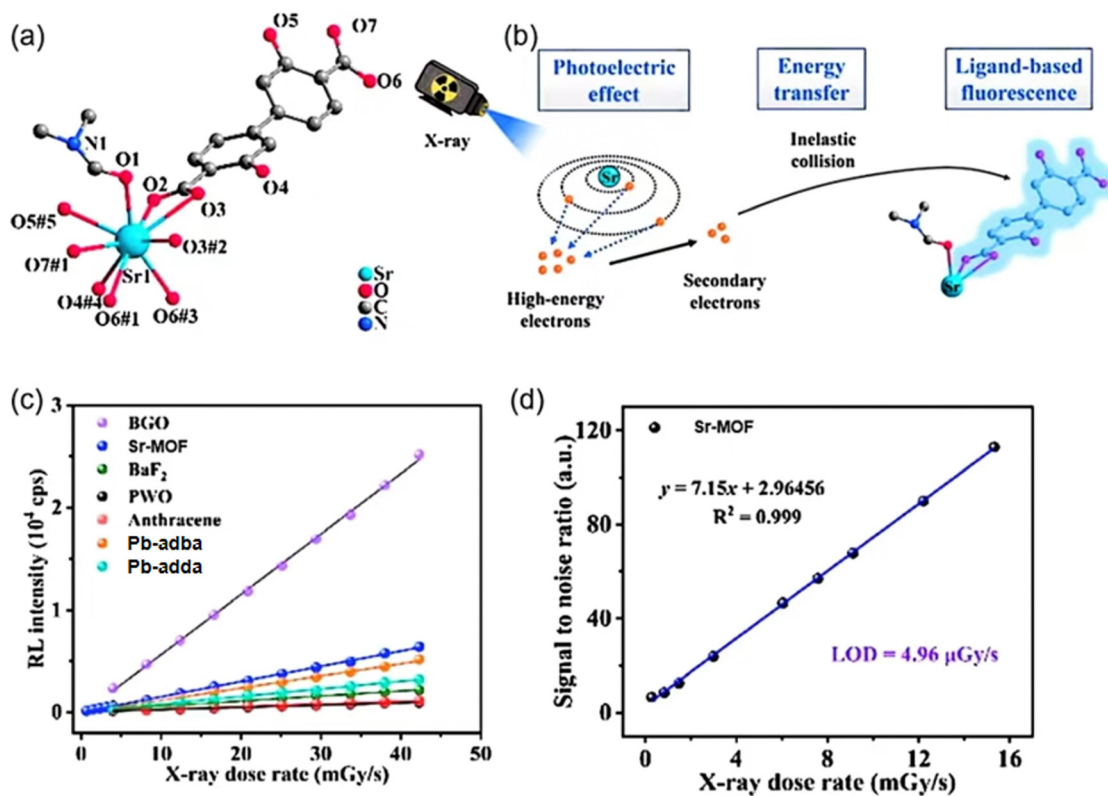 (a)
O5
O7
O6
N1
O1
O2
O4
O3
O5#5
O3#2
O7#1
Sr1
O4#4
O6#1
O6#3
Sr
O
C
N
X-ray
(b)
Photoelectric
effect
Energy
transfer
Ligand-based
fluorescence
Inelastic
collision
Sr
High-energy
electrons
Secondary
electrons
Sr
(c)
3
2
1
0
RL intensity (10⁴ cps)
BGO
Sr-MOF
BaF₂
PWO
Anthracene
Pb-adba
Pb-adda
0 10 20 30 40 50
X-ray dose rate (mGy/s)
(d)
120
80
40
0
Signal to noise ratio (a.u.)
Sr-MOF
y = 7.15x + 2.96456
R² = 0.999
LOD = 4.96 μGy/s
0 4 8 12 16
X-ray dose rate (mGy/s)